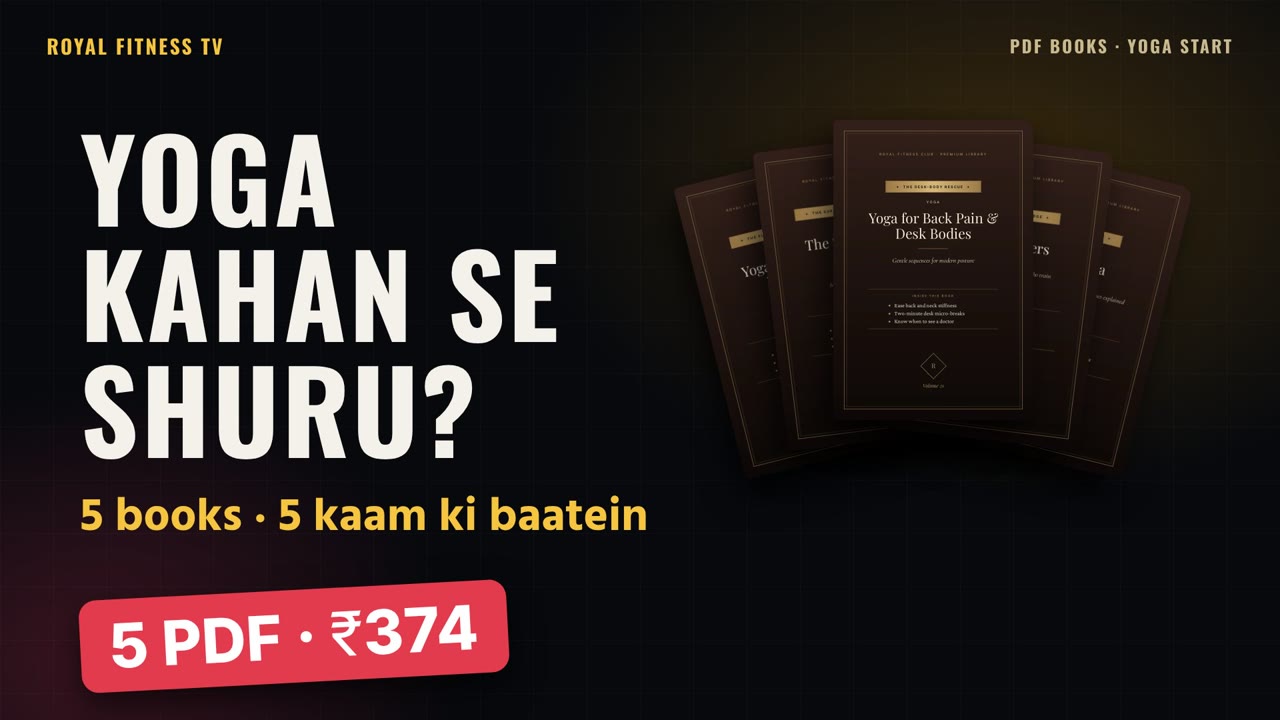 ROYAL FITNESS TV
PDF BOOKS · YOGA START
YOGA
KAHAN SE
SHURU?
5 books · 5 kaam ki baatein
5 PDF · ₹374
ROYAL FITNESS CLUB · PREMIUM LIBRARY
THE DESK-BODY RESCUE
YOGA
Yoga for Back Pain &
Desk Bodies
Gentle sequences for modern posture
INSIDE THIS BOOK
Ease back and neck stiffness
Two-minute desk micro-breaks
Know when to see a doctor
R
The
Yoga